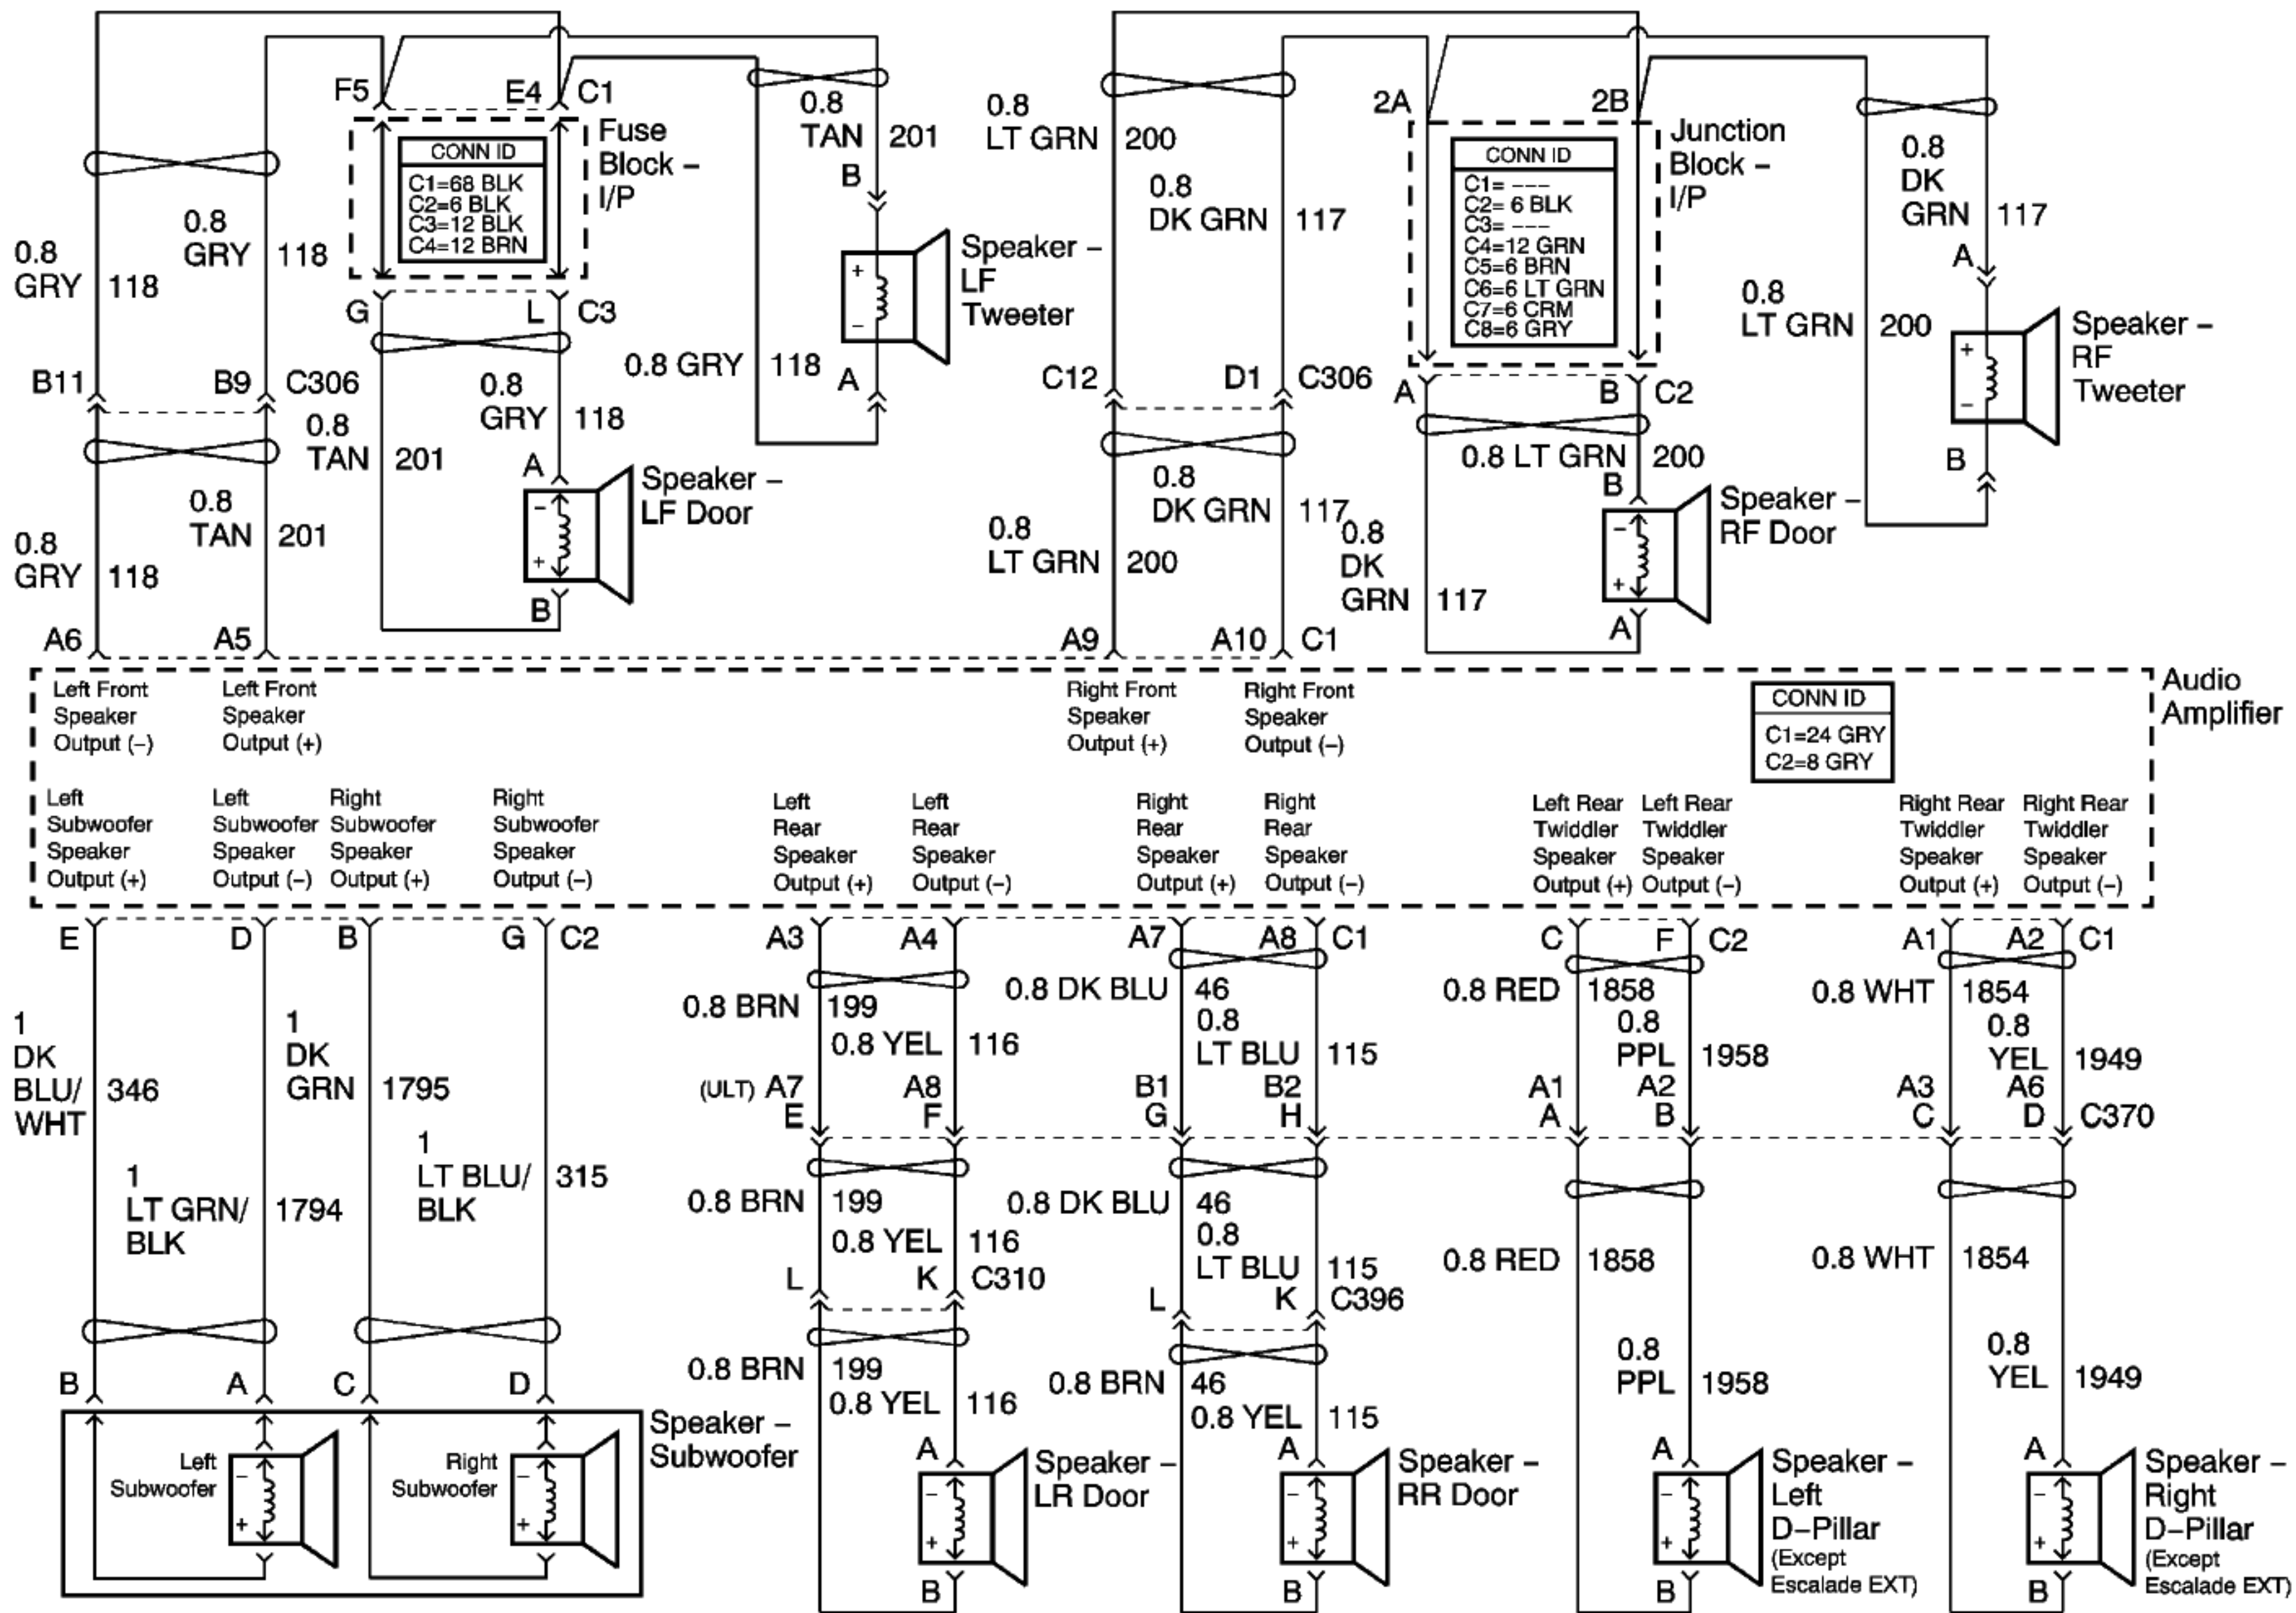 F5
E4
C1
Fuse
Block –
I/P
CONN ID
C1=68 BLK
C2=6 BLK
C3=12 BLK
C4=12 BRN
0.8
GRY
118
0.8
GRY
118
G
L
C3
B11
B9
C306
0.8
TAN
201
0.8
GRY
118
0.8
TAN
201
0.8
GRY
118
A
Speaker –
LF Door
–
+
B
A6
A5
0.8
TAN
201
B
Speaker –
LF
Tweeter
+
–
0.8 GRY
118
A
0.8
LT GRN
200
0.8
DK GRN
117
2A
2B
Junction
Block –
I/P
CONN ID
C1= ---
C2= 6 BLK
C3= ---
C4=12 GRN
C5=6 BRN
C6=6 LT GRN
C7=6 CRM
C8=6 GRY
C12
D1
C306
A
B
C2
0.8 LT GRN
200
0.8
DK GRN
117
0.8
LT GRN
200
0.8
DK
GRN
117
B
Speaker –
RF Door
–
+
A
A9
A10
C1
0.8
DK
GRN
117
A
0.8
LT GRN
200
Speaker –
RF
Tweeter
+
–
B
Audio
Amplifier
Left Front
Speaker
Output (–)
Left Front
Speaker
Output (+)
Right Front
Speaker
Output (+)
Right Front
Speaker
Output (–)
CONN ID
C1=24 GRY
C2=8 GRY
Left
Subwoofer
Speaker
Output (+)
Left
Subwoofer
Speaker
Output (–)
Right
Subwoofer
Speaker
Output (+)
Right
Subwoofer
Speaker
Output (–)
Left
Rear
Speaker
Output (+)
Left
Rear
Speaker
Output (–)
Right
Rear
Speaker
Output (+)
Right
Rear
Speaker
Output (–)
Left Rear
Twiddler
Speaker
Output (+)
Left Rear
Twiddler
Speaker
Output (–)
Right Rear
Twiddler
Speaker
Output (+)
Right Rear
Twiddler
Speaker
Output (–)
E
D
B
G
C2
A3
A4
A7
A8
C1
C
F
C2
A1
A2
C1
1
DK
BLU/
WHT
346
1
LT GRN/
BLK
1794
1
DK
GRN
1795
1
LT BLU/
BLK
315
B
A
C
D
Speaker –
Subwoofer
Left
Subwoofer
–
+
Right
Subwoofer
–
+
0.8 BRN
199
0.8 YEL
116
(ULT) A7
A8
E
F
0.8 BRN
199
0.8 YEL
116
L
K
C310
0.8 BRN
199
0.8 YEL
116
A
Speaker –
LR Door
–
+
B
0.8 DK BLU
46
0.8
LT BLU
115
B1
B2
G
H
0.8 DK BLU
46
0.8
LT BLU
115
L
K
C396
0.8 BRN
46
0.8 YEL
115
A
Speaker –
RR Door
–
+
B
0.8 RED
1858
0.8
PPL
1958
A1
A2
A
B
0.8 RED
1858
0.8
PPL
1958
A
Speaker –
Left
D–Pillar
(Except
Escalade EXT)
–
+
B
0.8 WHT
1854
0.8
YEL
1949
A3
A6
C
D
C370
0.8 WHT
1854
0.8
YEL
1949
A
Speaker –
Right
D–Pillar
(Except
Escalade EXT)
–
+
B